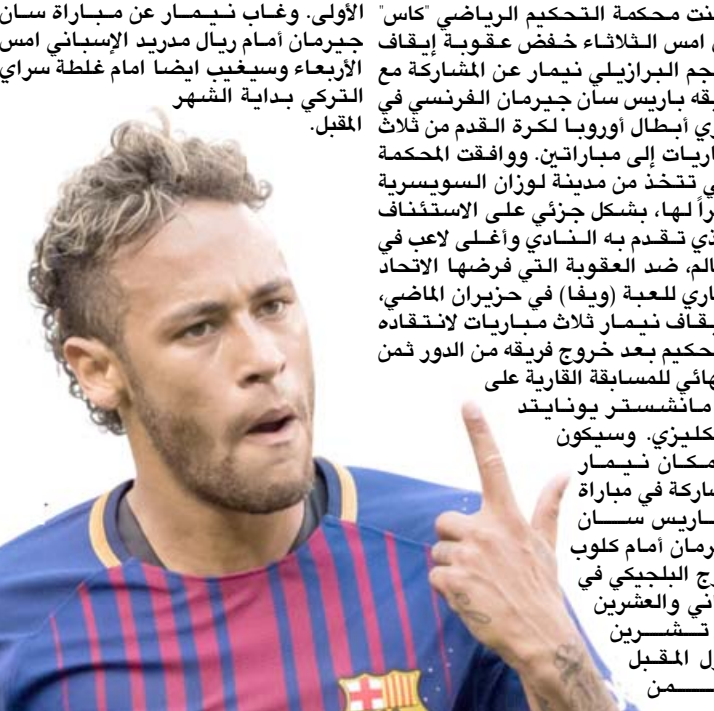 محكمة التحكيم الرياضي "كاس"
امس الثلاثاء خفض عقوبة إيقاف
البرازيلي نيمار عن المشاركة مع
باريس سان جيرمان الفرنسي في
أبطال أوروبا لكرة القدم من ثلاث
إلى مباراتين. ووافقت المحكمة
تتخذ من مدينة لوزان السويسرية
لها، بشكل جزئي على الاستئناف
تقدم به النادي وأغلى لاعب في
ضد العقوبة التي فرضها الاتحاد
للعبة (ويفا) في حزيران الماضي،
نيمار ثلاث مباريات لانتقاده
بعد خروج فريقه من الدور ثمن
للمسابقة القارية على
مانشستر يونايتد
وسيكون
نيمار
في مباراة
سان
أمام كلوب
البلجيكي في
والعشرين
تشرين
المقبل
من
الأولى. وغاب نيمار عن مباراة سان
جيرمان أمام ريال مدريد الإسباني امس
الأربعاء وسيغيب ايضا امام غلطة سراي
التركي بداية الشهر
المقبل.